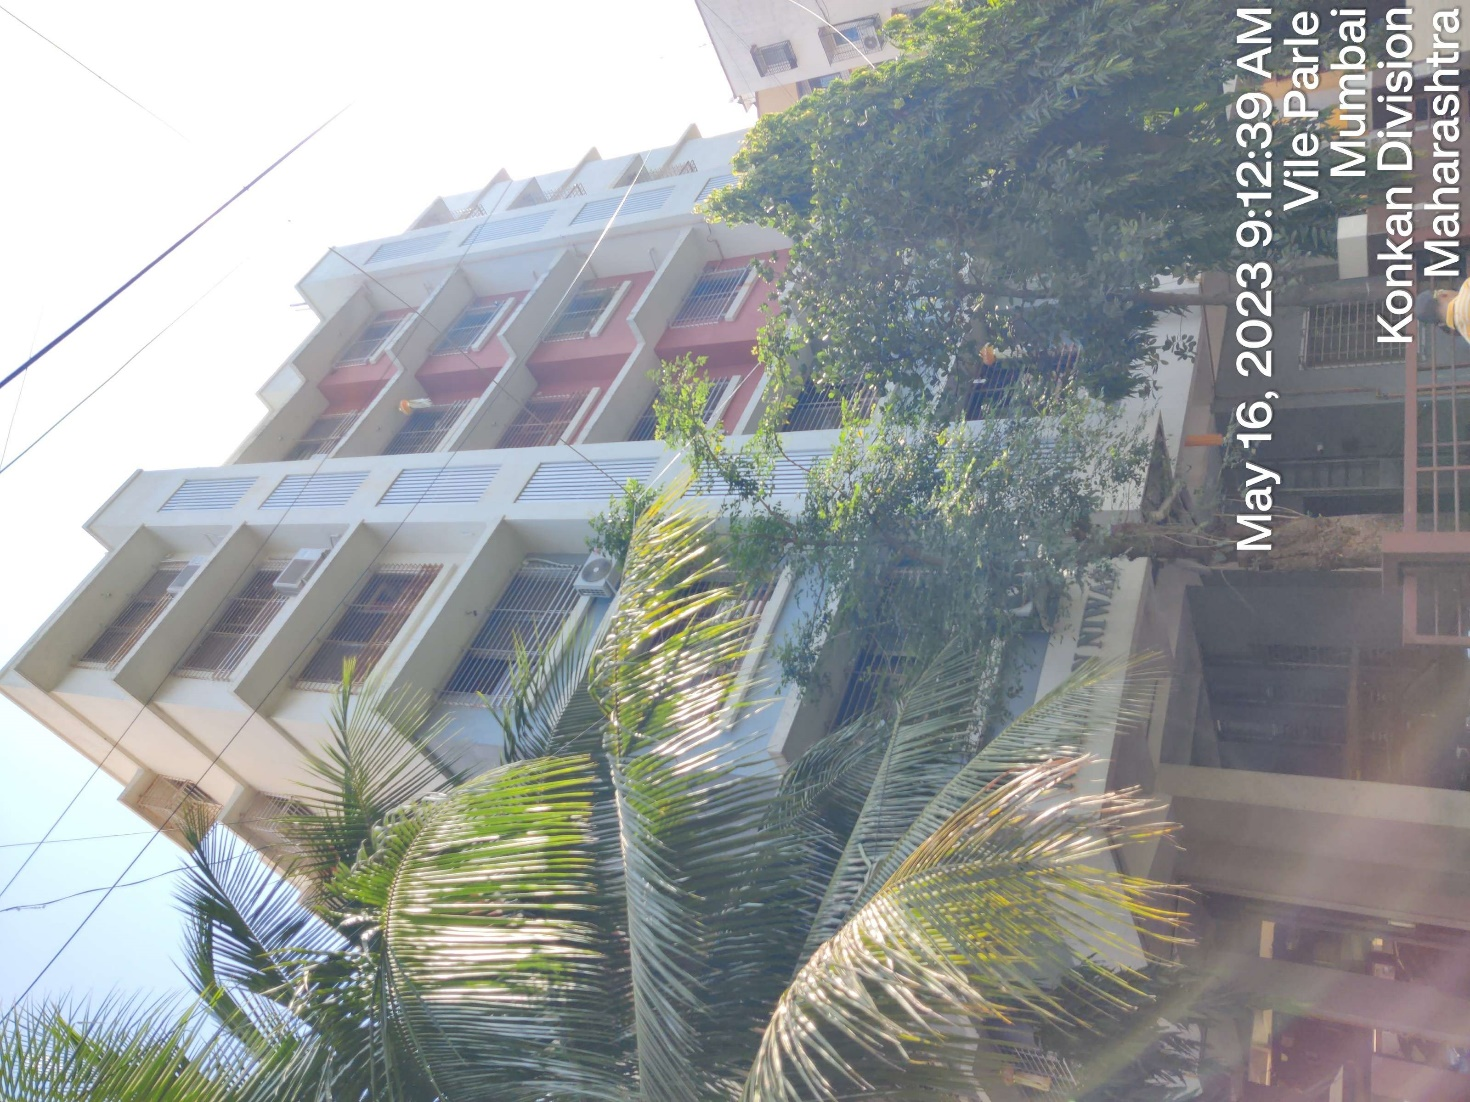 May 16, 2023 9:12:39 AM
Vile Parle
Mumbai
Konkan Division
Maharashtra